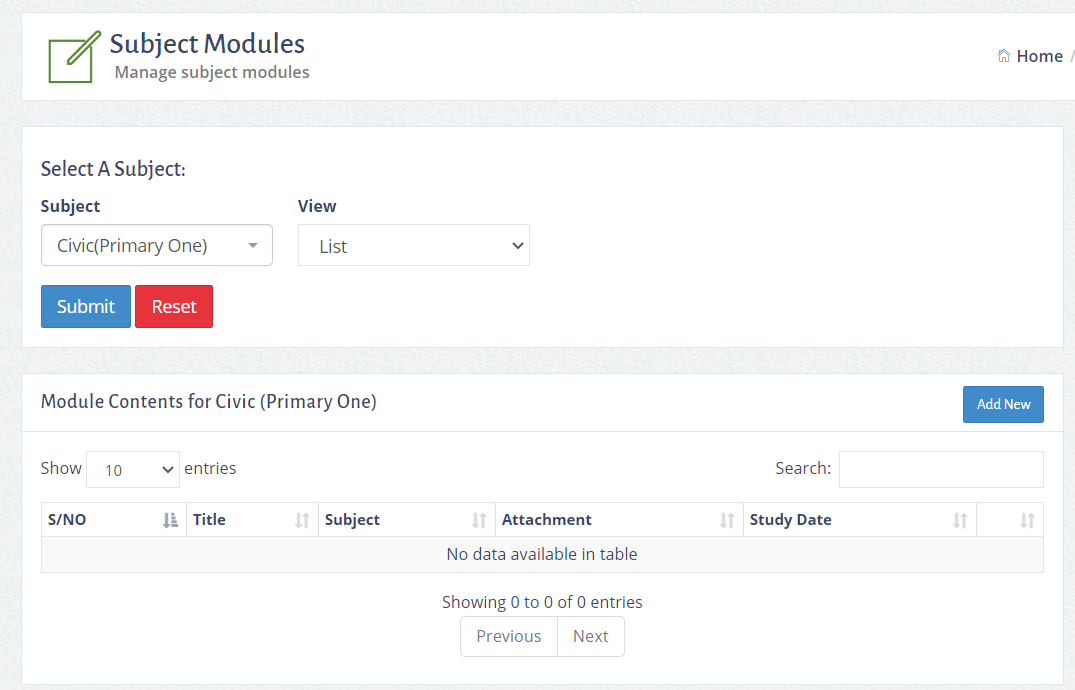 Subject Modules
Manage subject modules
Home /
Select A Subject:
Subject View
Civic(Primary One) List
Submit Reset
Module Contents for Civic (Primary One) Add New
Show 10 entries Search:
S/NO Title Subject Attachment Study Date
No data available in table
Showing 0 to 0 of 0 entries
Previous Next